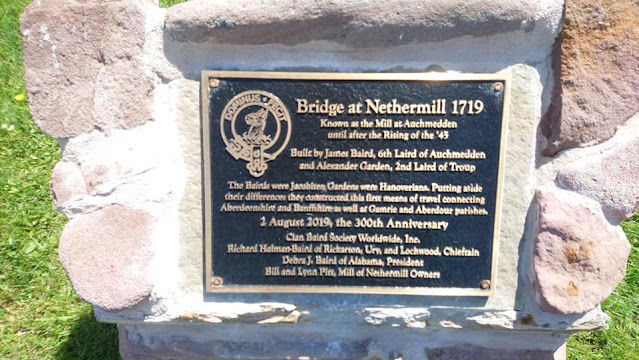 DOMINUS FECIT
Bridge at Nethermill 1719
Known as the Mill at Auchmedden
until after the Rising of the '45
Built by James Baird, 6th Laird of Auchmedden
and Alexander Garden, 2nd Laird of Troup
The Bairds were Jacobites; Gardens were Hanoverians. Putting aside
their differences they constructed this first means of travel connecting
Aberdeenshire and Banffshire as well as Gamrie and Aberdour parishes.
2 August 2019, the 300th Anniversary
Clan Baird Society Worldwide, Inc.
Richard Holman-Baird of Rickarton, Ury, and Lochwood, Chieftain
Debra J. Baird of Alabama, President
Bill and Lynn Pitt, Mill of Nethermill Owners